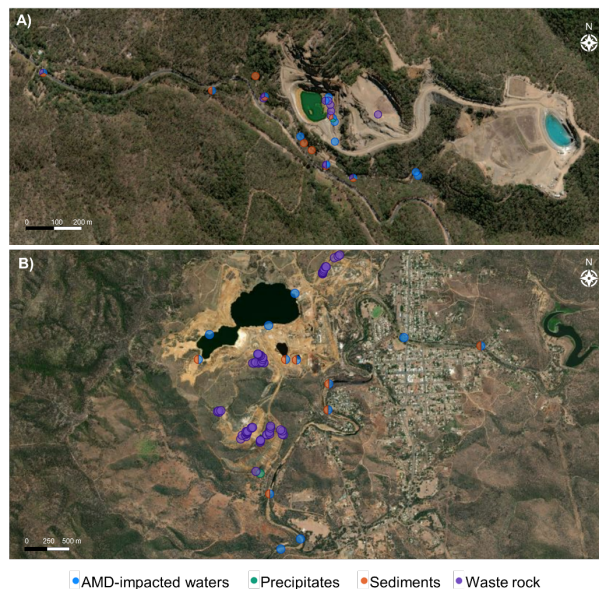 A)
N
0 100 200 m
B)
N
0 250 500 m
AMD-impacted waters Precipitates Sediments Waste rock